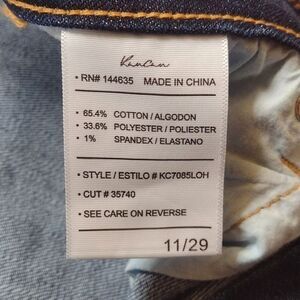 KanCan
• RN# 144635 MADE IN CHINA
• 65.4% COTTON / ALGODON
• 33.6% POLYESTER / POLIESTER
• 1% SPANDEX / ELASTANO
• STYLE / ESTILO # KC7085LOH
• CUT # 35740
• SEE CARE ON REVERSE
11/29